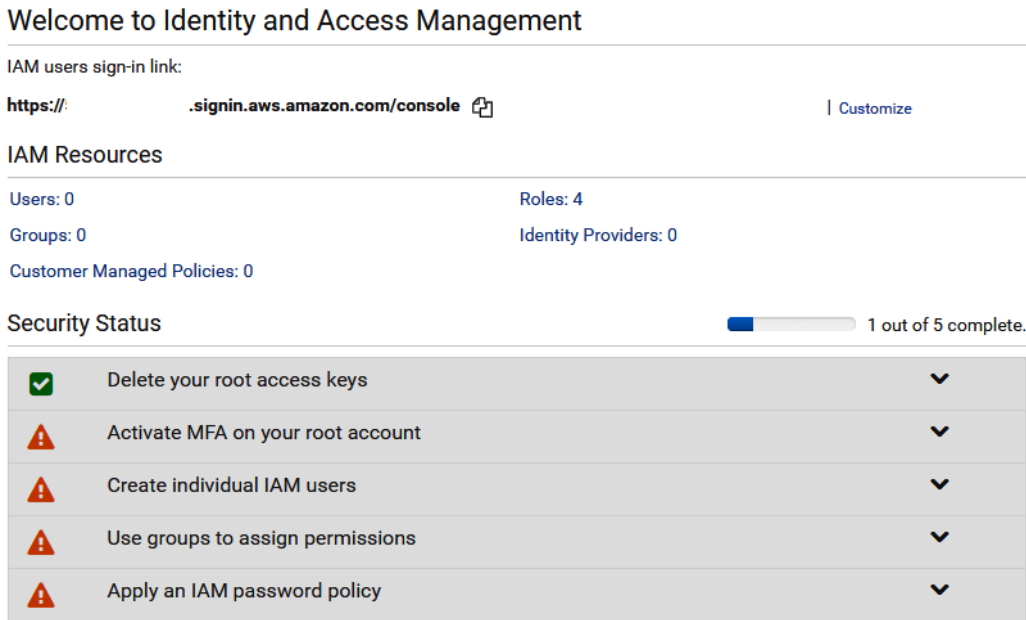 Welcome to Identity and Access Management
IAM users sign-in link:
https:// .signin.aws.amazon.com/console | Customize
IAM Resources
Users: 0 Roles: 4
Groups: 0 Identity Providers: 0
Customer Managed Policies: 0
Security Status 1 out of 5 complete.
Delete your root access keys
Activate MFA on your root account
Create individual IAM users
Use groups to assign permissions
Apply an IAM password policy